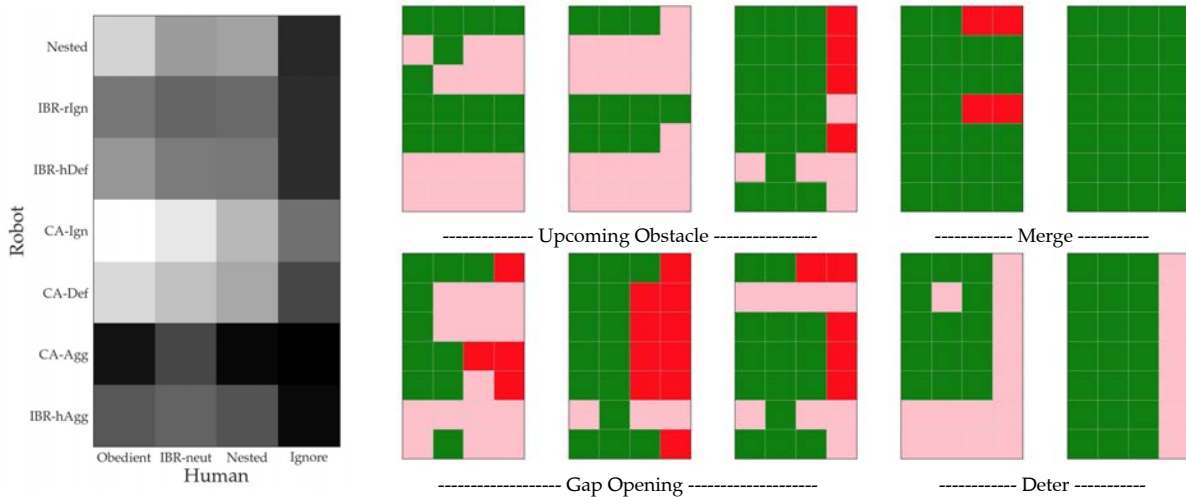 Nested
IBR-rIgn
IBR-hDef
CA-Ign
CA-Def
CA-Agg
IBR-hAgg
Robot
Obedient IBR-neut Nested Ignore
Human
-------------- Upcoming Obstacle ----------------
------------ Merge -----------
------------------- Gap Opening --------------------
----------- Deter -----------